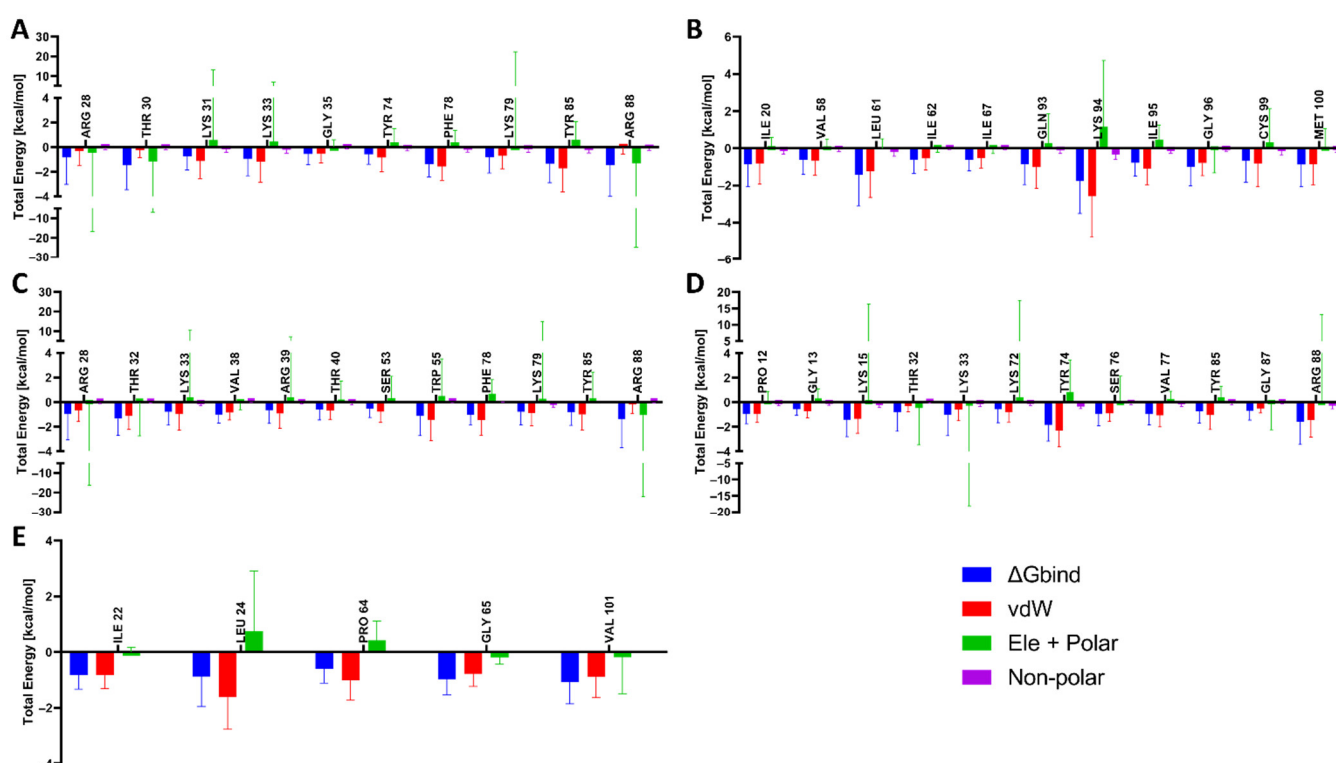 A
Total Energy [kcal/mol]
30
20
10
4
2
0
−2
−4
−10
−20
−30
ARG 28
THR 30
LYS 31
LYS 33
GLY 35
TYR 74
PHE 78
LYS 79
TYR 85
ARG 88
B
Total Energy [kcal/mol]
6
4
2
0
−2
−4
−6
ILE 20
VAL 58
LEU 61
ILE 62
ILE 67
GLN 93
LYS 94
ILE 95
GLY 96
CYS 99
MET 100
C
Total Energy [kcal/mol]
30
20
10
4
2
0
−2
−4
−10
−20
−30
ARG 28
THR 32
LYS 33
VAL 38
ARG 39
THR 40
SER 53
TRP 55
PHE 78
LYS 79
TYR 85
ARG 88
D
Total Energy [kcal/mol]
20
15
10
5
4
2
0
−2
−4
−5
−10
−15
−20
PRO 12
GLY 13
LYS 15
THR 32
LYS 33
LYS 72
TYR 74
SER 76
VAL 77
TYR 85
GLY 87
ARG 88
E
Total Energy [kcal/mol]
4
2
0
−2
−4
ILE 22
LEU 24
PRO 64
GLY 65
VAL 101
ΔGbind
vdW
Ele + Polar
Non-polar